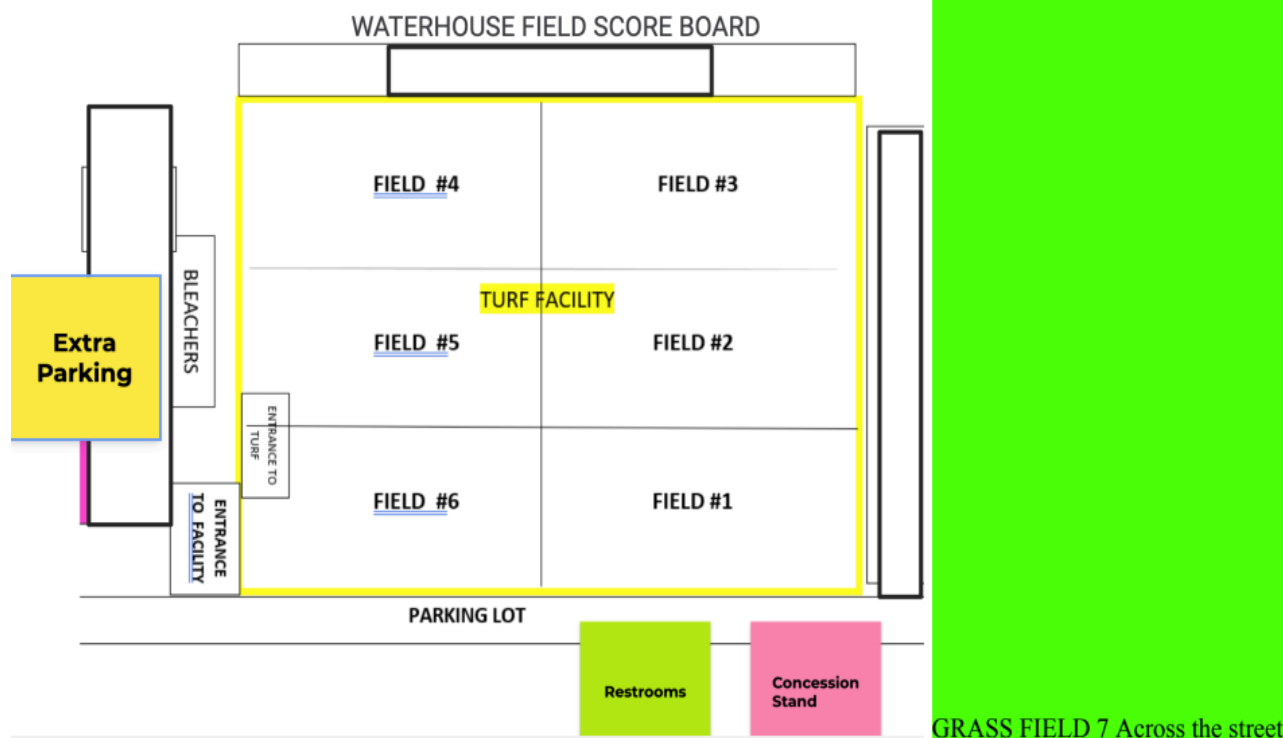 WATERHOUSE FIELD SCORE BOARD
FIELD #4
FIELD #3
TURF FACILITY
BLEACHERS
Extra
Parking
FIELD #5
FIELD #2
ENTRANCE TO
TURF
ENTRANCE
TO FACILITY
FIELD #6
FIELD #1
PARKING LOT
Restrooms
Concession
Stand
GRASS FIELD 7 Across the street